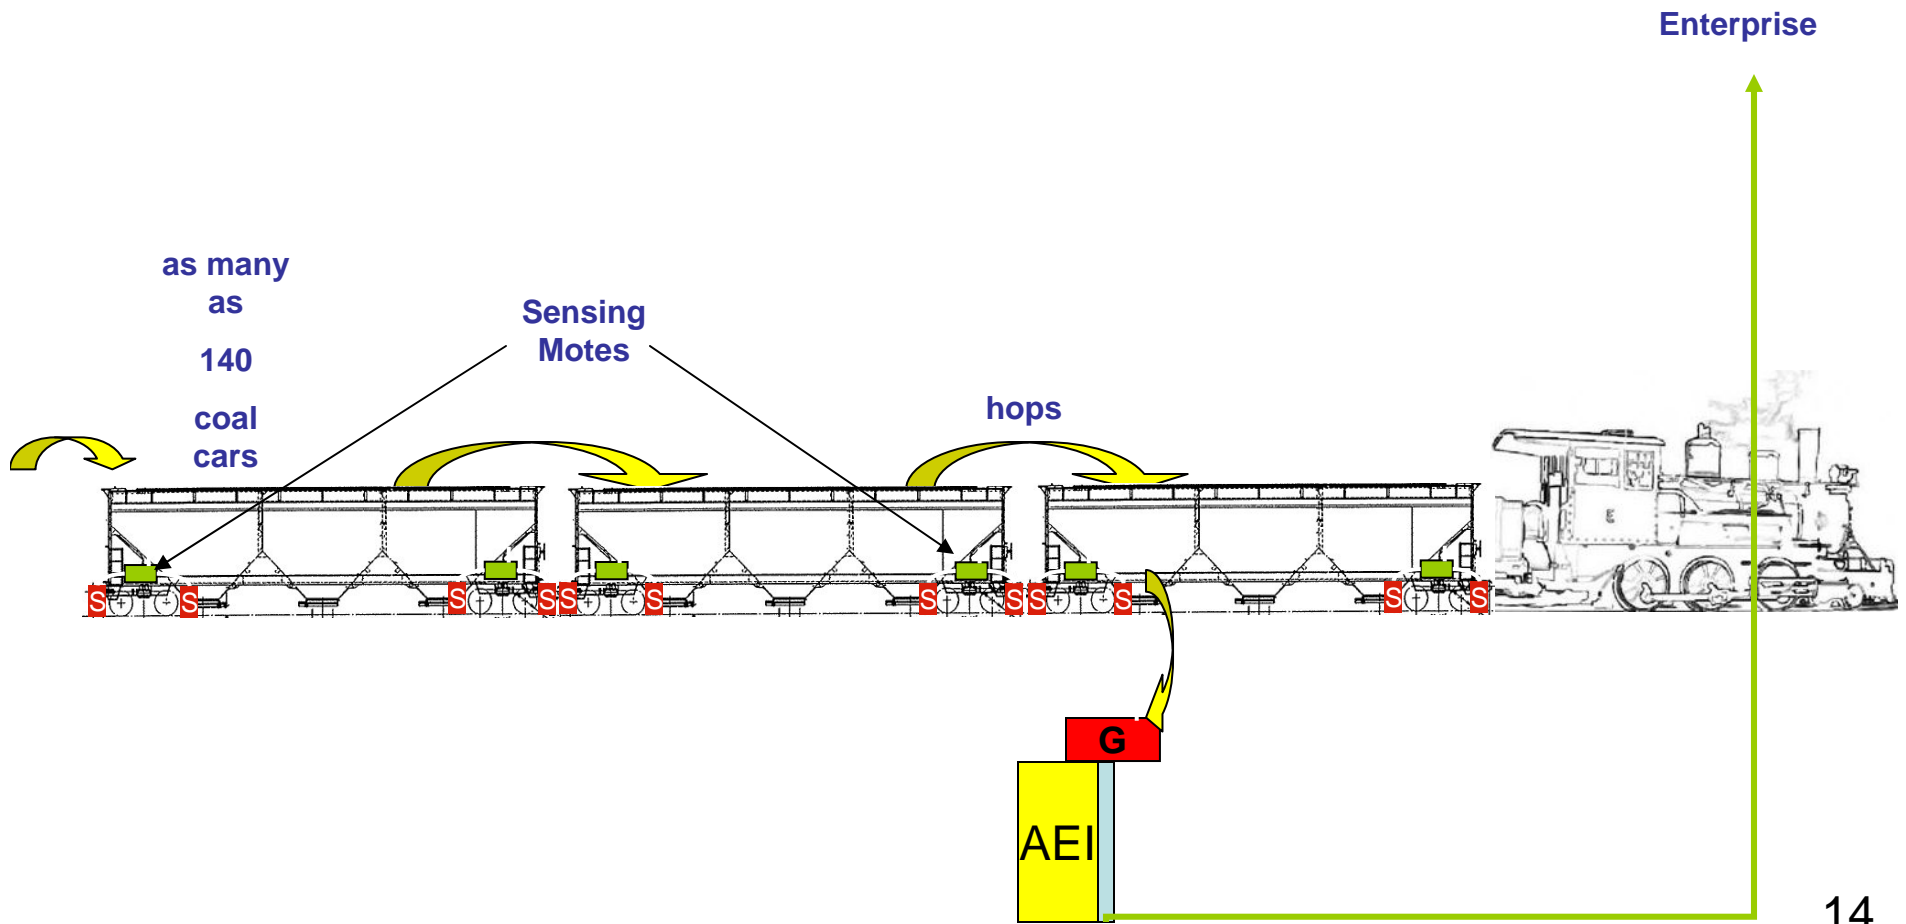 Enterprise
as many
as
140
coal
cars
Sensing
Motes
hops
E
S S S S S S S S S S S S
G
AEI
14